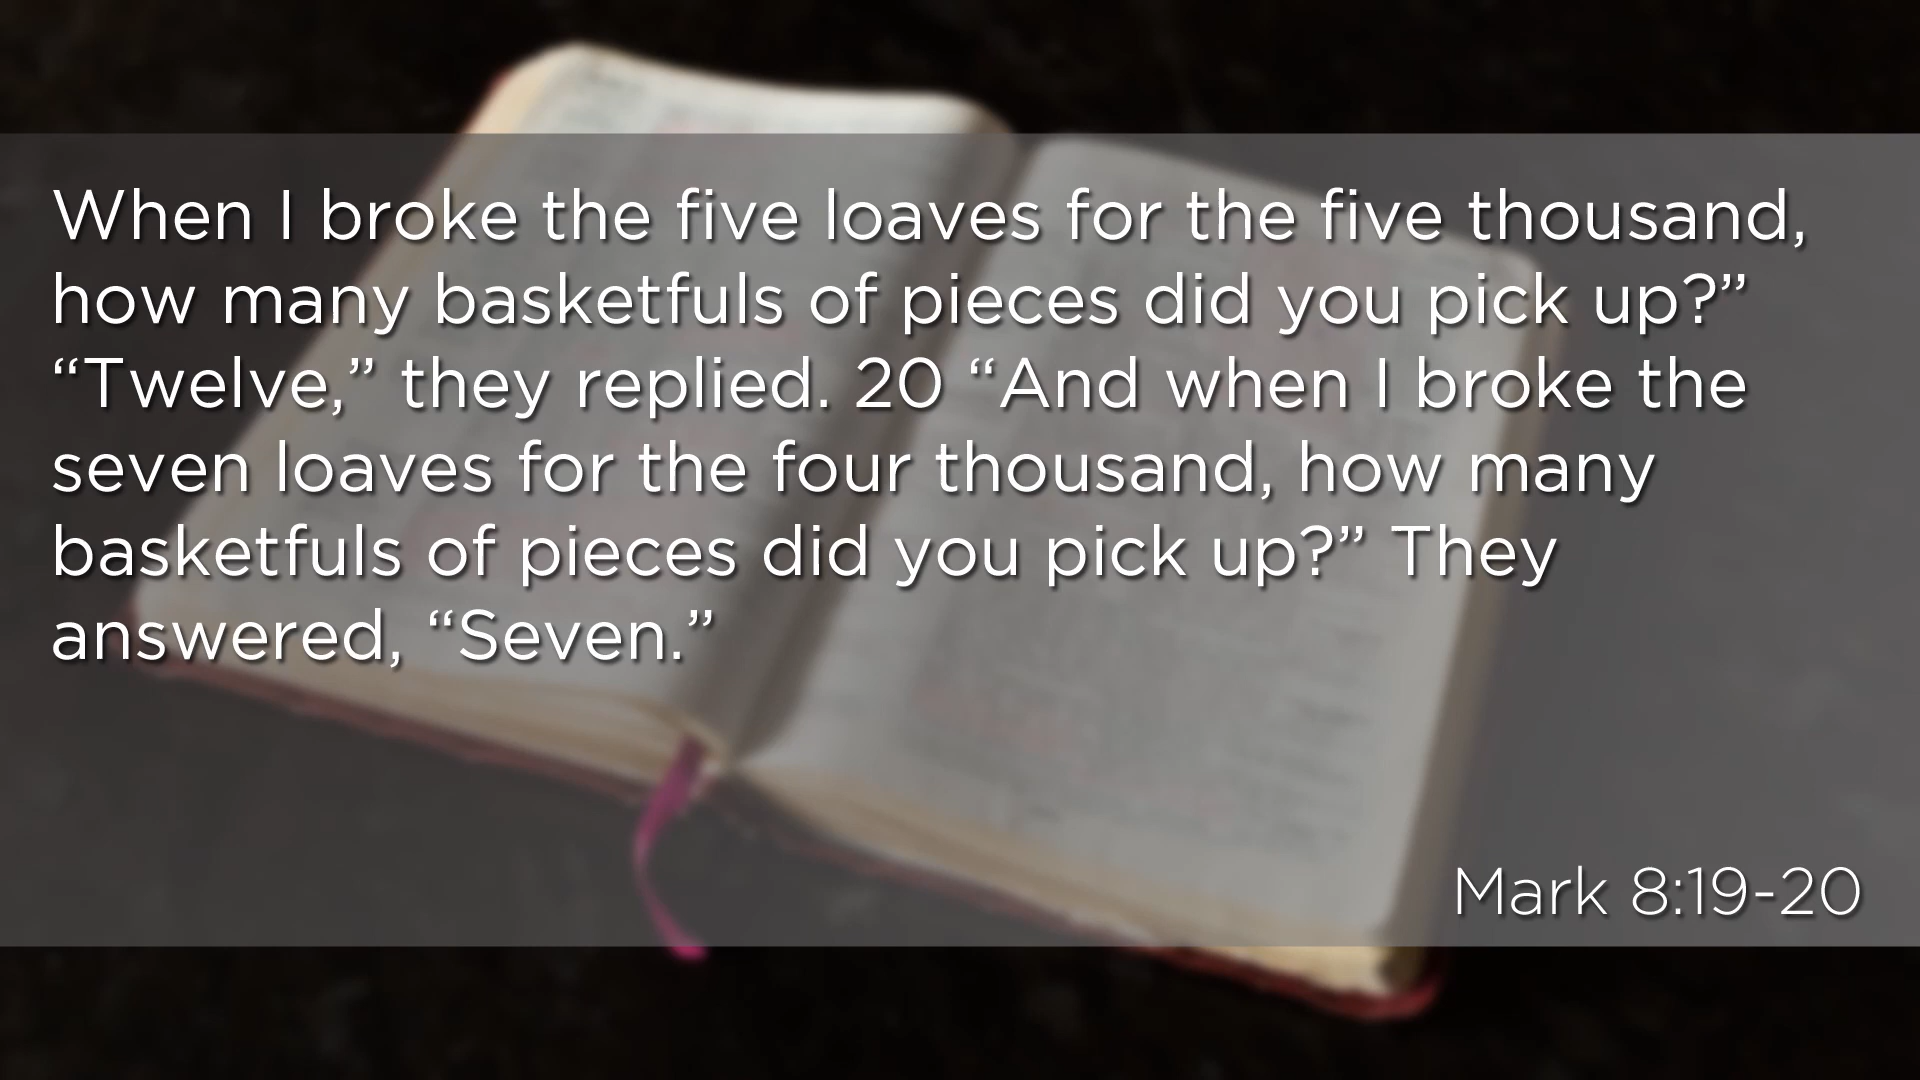 When I broke the five loaves for the five thousand,
how many basketfuls of pieces did you pick up?”
“Twelve,” they replied. 20 “And when I broke the
seven loaves for the four thousand, how many
basketfuls of pieces did you pick up?” They
answered, “Seven.”
Mark 8:19-20